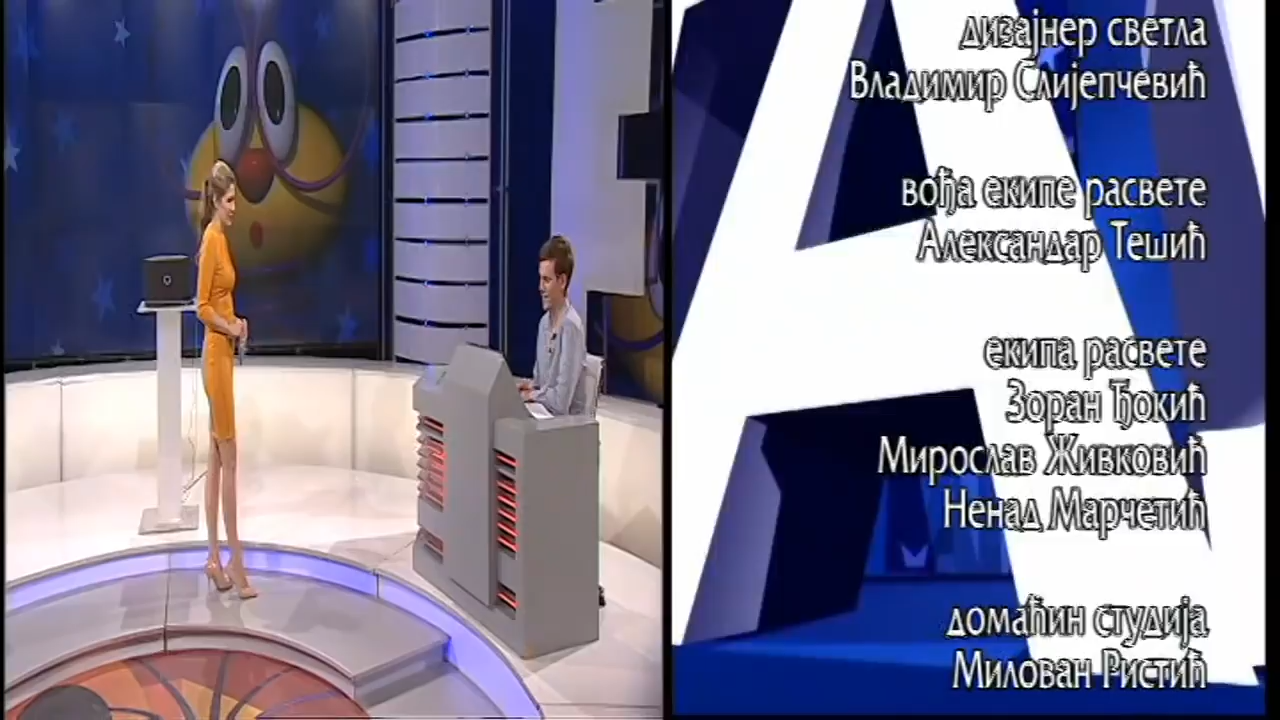 дизајнер светла
Владимир Слијепчевић
вођа екипе расвете
Александар Тешић
екипа расвете
Зоран Ђокић
Мирослав Живковић
Ненад Марчетић
домаћин студија
Милован Ристић